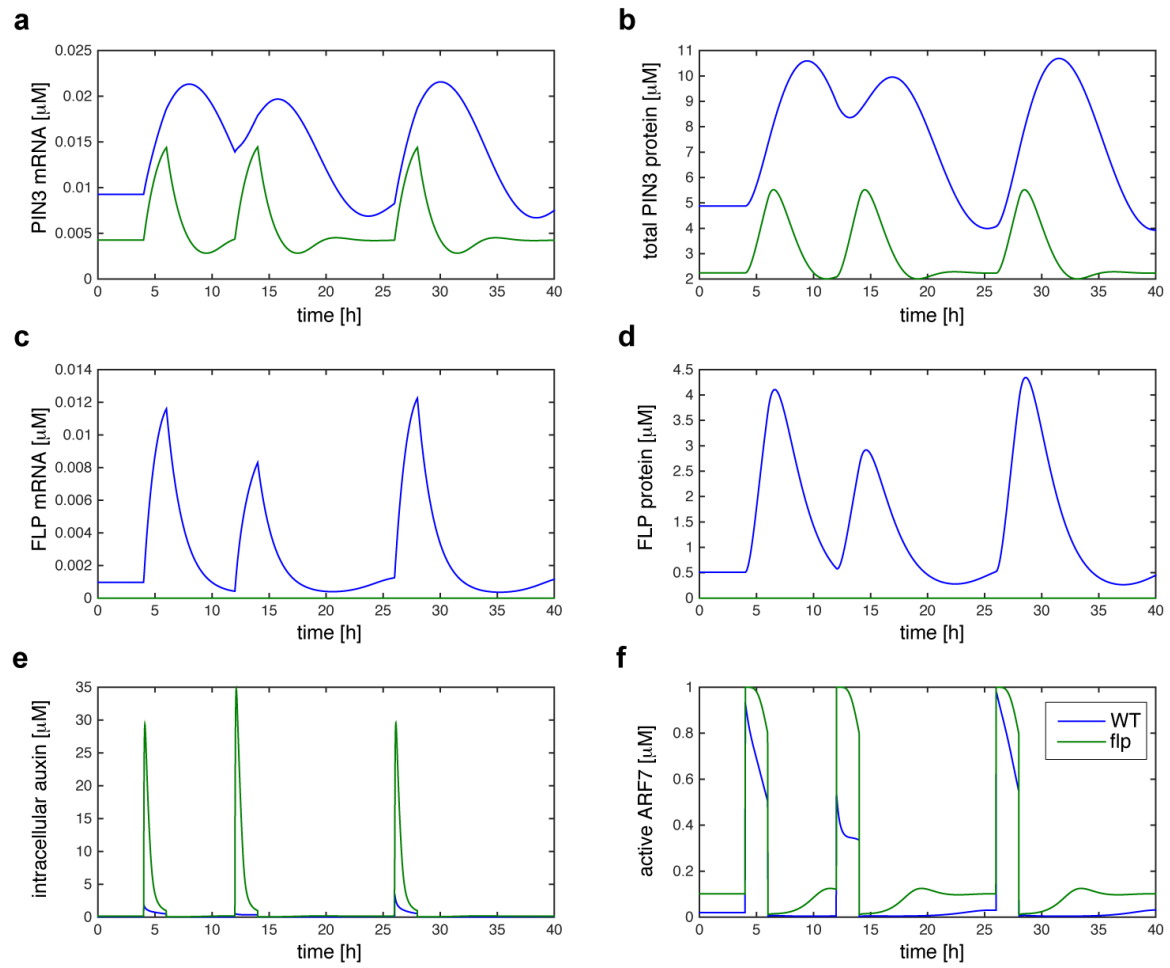 a
PIN3 mRNA [µM]
0.025
0.02
0.015
0.01
0.005
0
0 5 10 15 20 25 30 35 40
time [h]
b
total PIN3 protein [µM]
11
10
9
8
7
6
5
4
3
2
0 5 10 15 20 25 30 35 40
time [h]
c
FLP mRNA [µM]
0.014
0.012
0.01
0.008
0.006
0.004
0.002
0
0 5 10 15 20 25 30 35 40
time [h]
d
FLP protein [µM]
4.5
4
3.5
3
2.5
2
1.5
1
0.5
0
0 5 10 15 20 25 30 35 40
time [h]
e
intracellular auxin [µM]
35
30
25
20
15
10
5
0
0 5 10 15 20 25 30 35 40
time [h]
f
active ARF7 [µM]
1
0.8
0.6
0.4
0.2
0
0 5 10 15 20 25 30 35 40
time [h]
WT
flp